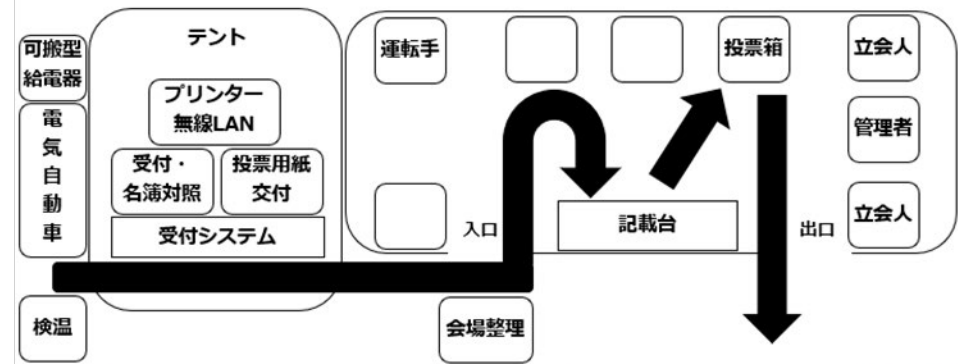 可搬型
給電器
電
気
自
動
車
検温
テント
プリンター
無線LAN
受付・
名簿対照
投票用紙
交付
受付システム
運転手
投票箱
立会人
管理者
立会人
入口
記載台
出口
会場整理